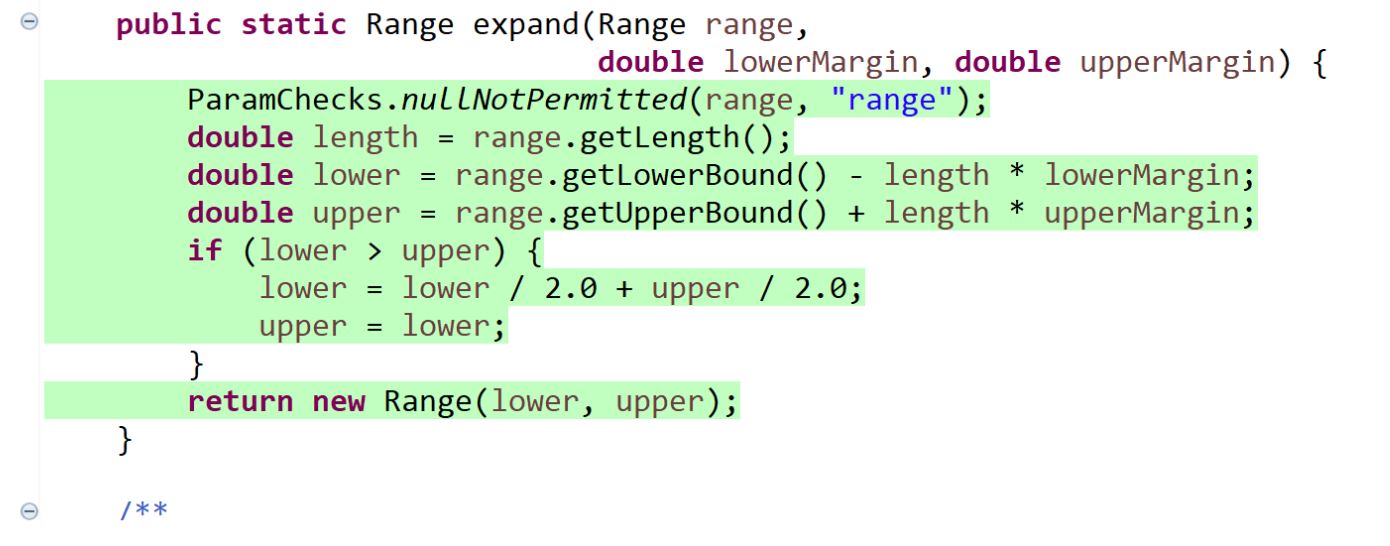 public static Range expand(Range range,
double lowerMargin, double upperMargin) {
ParamChecks.nullNotPermitted(range, "range");
double length = range.getLength();
double lower = range.getLowerBound() - length * lowerMargin;
double upper = range.getUpperBound() + length * upperMargin;
if (lower > upper) {
lower = lower / 2.0 + upper / 2.0;
upper = lower;
}
return new Range(lower, upper);
}
/**